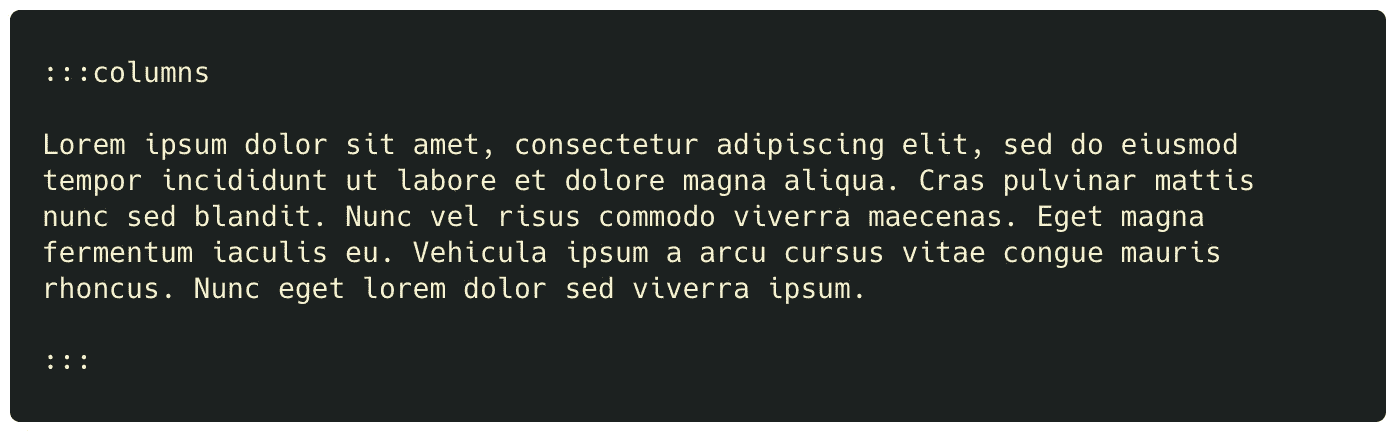 :::columns
Lorem ipsum dolor sit amet, consectetur adipiscing elit, sed do eiusmod
tempor incididunt ut labore et dolore magna aliqua. Cras pulvinar mattis
nunc sed blandit. Nunc vel risus commodo viverra maecenas. Eget magna
fermentum iaculis eu. Vehicula ipsum a arcu cursus vitae congue mauris
rhoncus. Nunc eget lorem dolor sed viverra ipsum.
:::